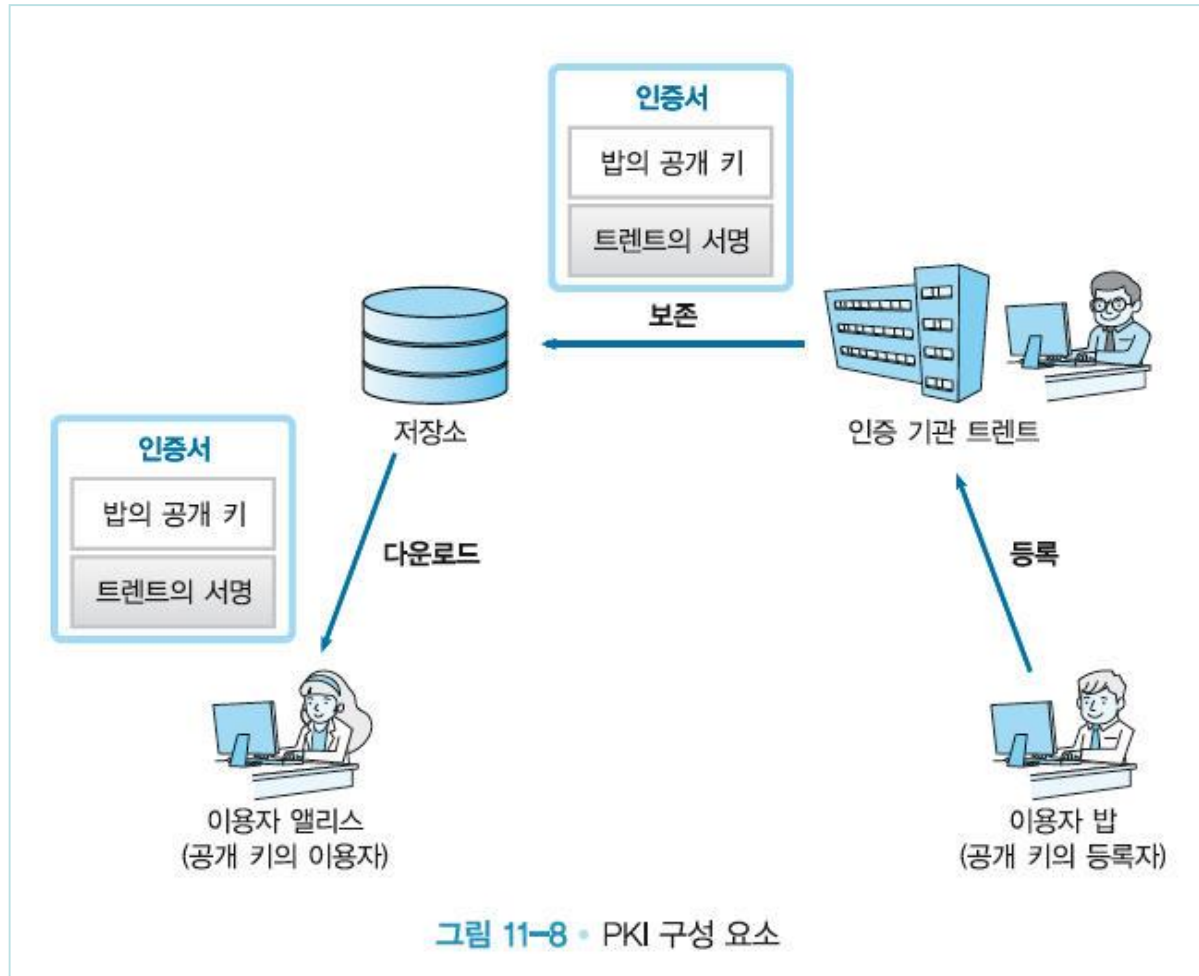 인증서
밥의 공개 키
트렌트의 서명
보존
저장소
인증 기관 트렌트
인증서
밥의 공개 키
트렌트의 서명
다운로드
등록
이용자 앨리스
(공개 키의 이용자)
이용자 밥
(공개 키의 등록자)
그림 11-8 • PKI 구성 요소